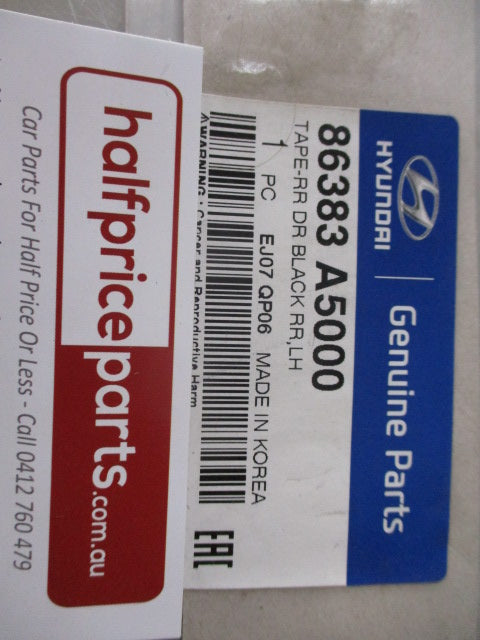 HYUNDAI | Genuine Parts
86383 A5000
TAPE-RR DR BLACK RR,LH
1 PC EJ07 QP06 MADE IN KOREA
⚠WARNING : Cancer and Reproductive Harm
EAC
halfpriceparts.com.au
Car Parts For Half Price Or Less - Call 0412 760 479